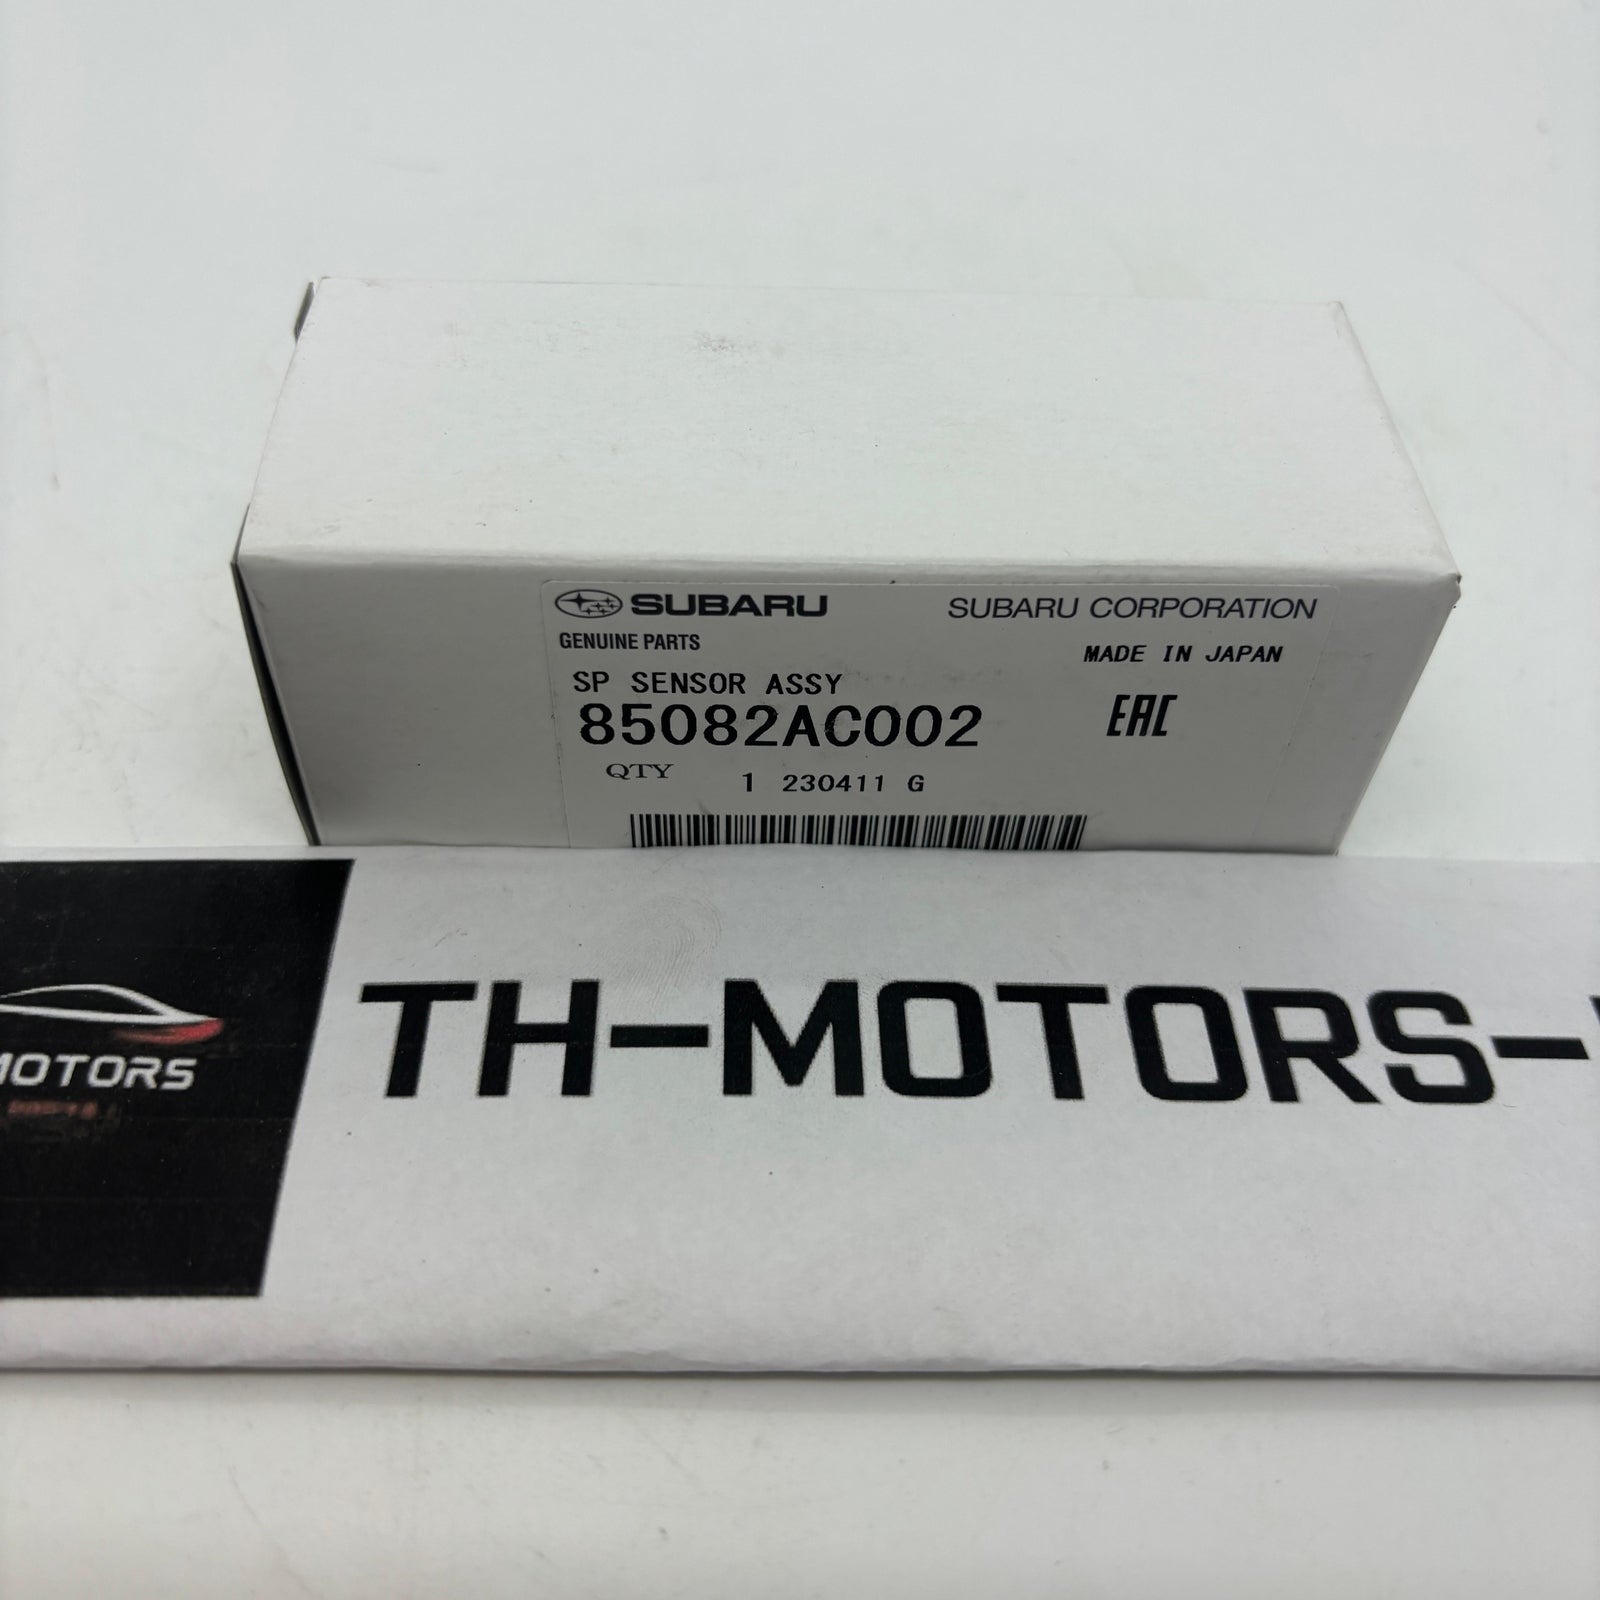 SUBARU SUBARU CORPORATION
GENUINE PARTS
MADE IN JAPAN
SP SENSOR ASSY
85082AC002 EAC
QTY 1 230411 G
MOTORS
TH-MOTORS-